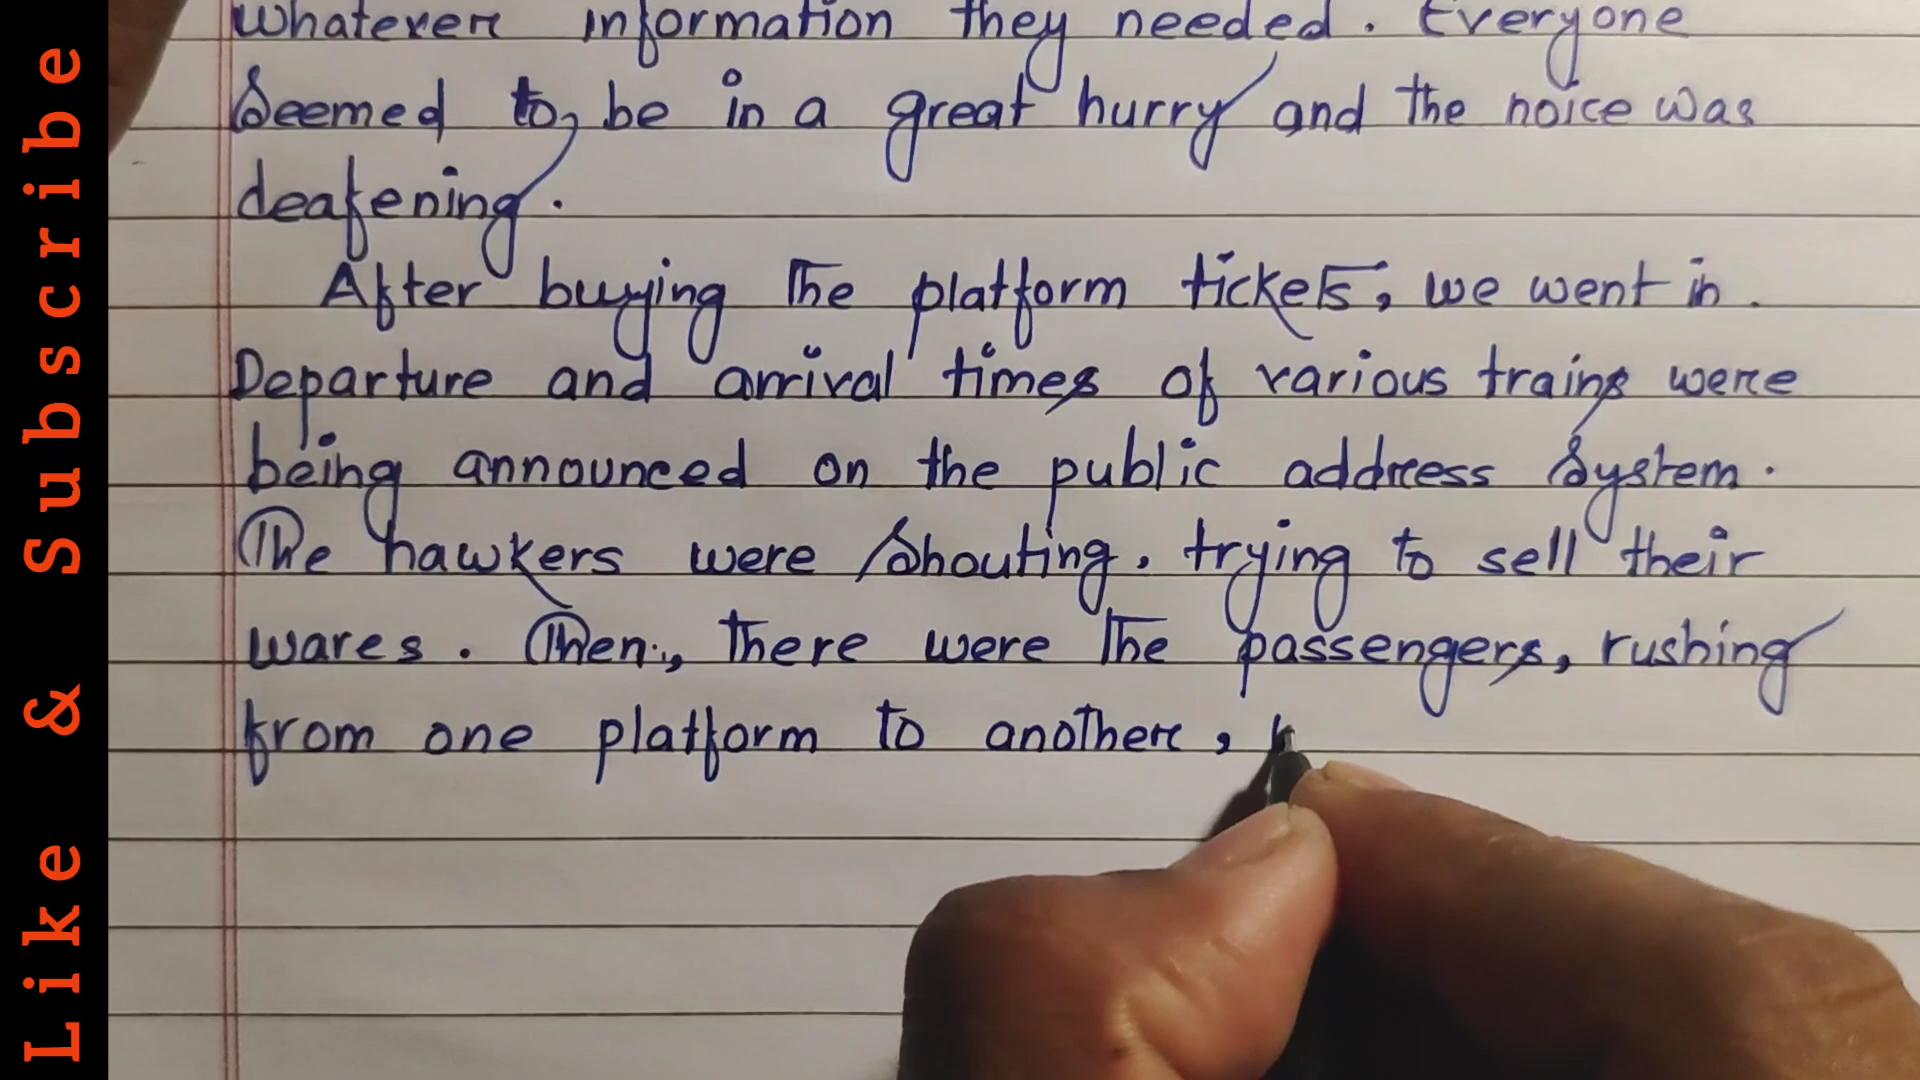 Like & Subscribe
whatever information they needed. Everyone
seemed to be in a great hurry and the noice was
deafening.
After buying the platform tickets, we went in.
Departure and arrival times of various trains were
being announced on the public address system.
The hawkers were shouting, trying to sell their
wares. Then, there were the passengers, rushing
from one platform to another,